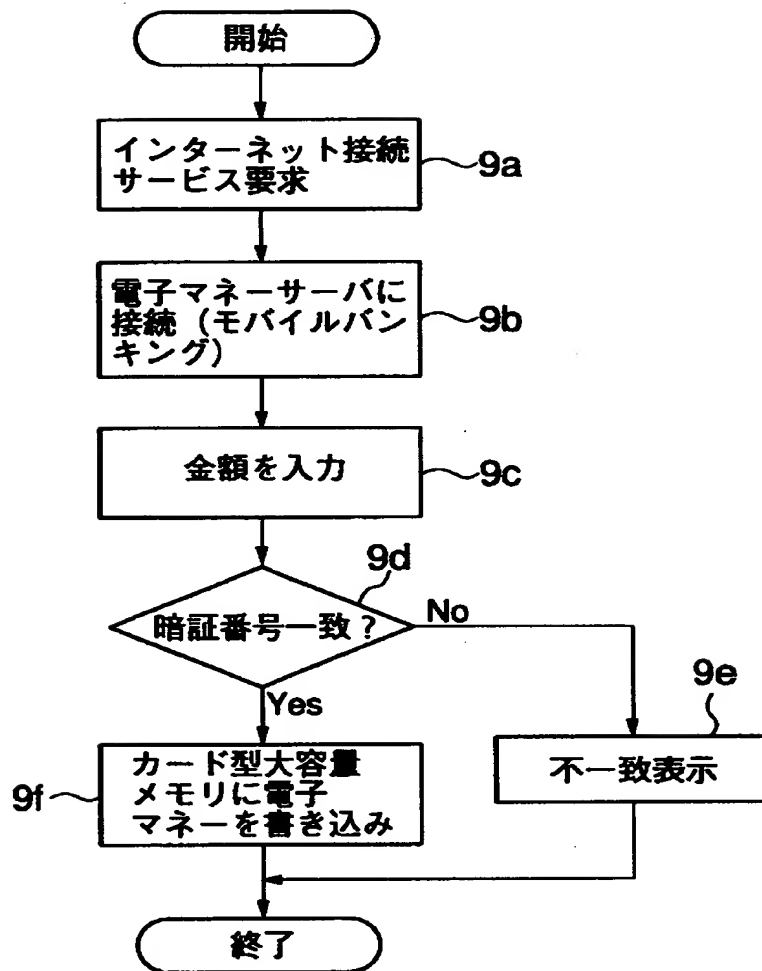 開始
インターネット接続
サービス要求
9a
電子マネーサーバに
接続（モバイルバン
キング）
9b
金額を入力
9c
9d
暗証番号一致？
No
Yes
9e
不一致表示
カード型大容量
メモリに電子
マネーを書き込み
9f
終了